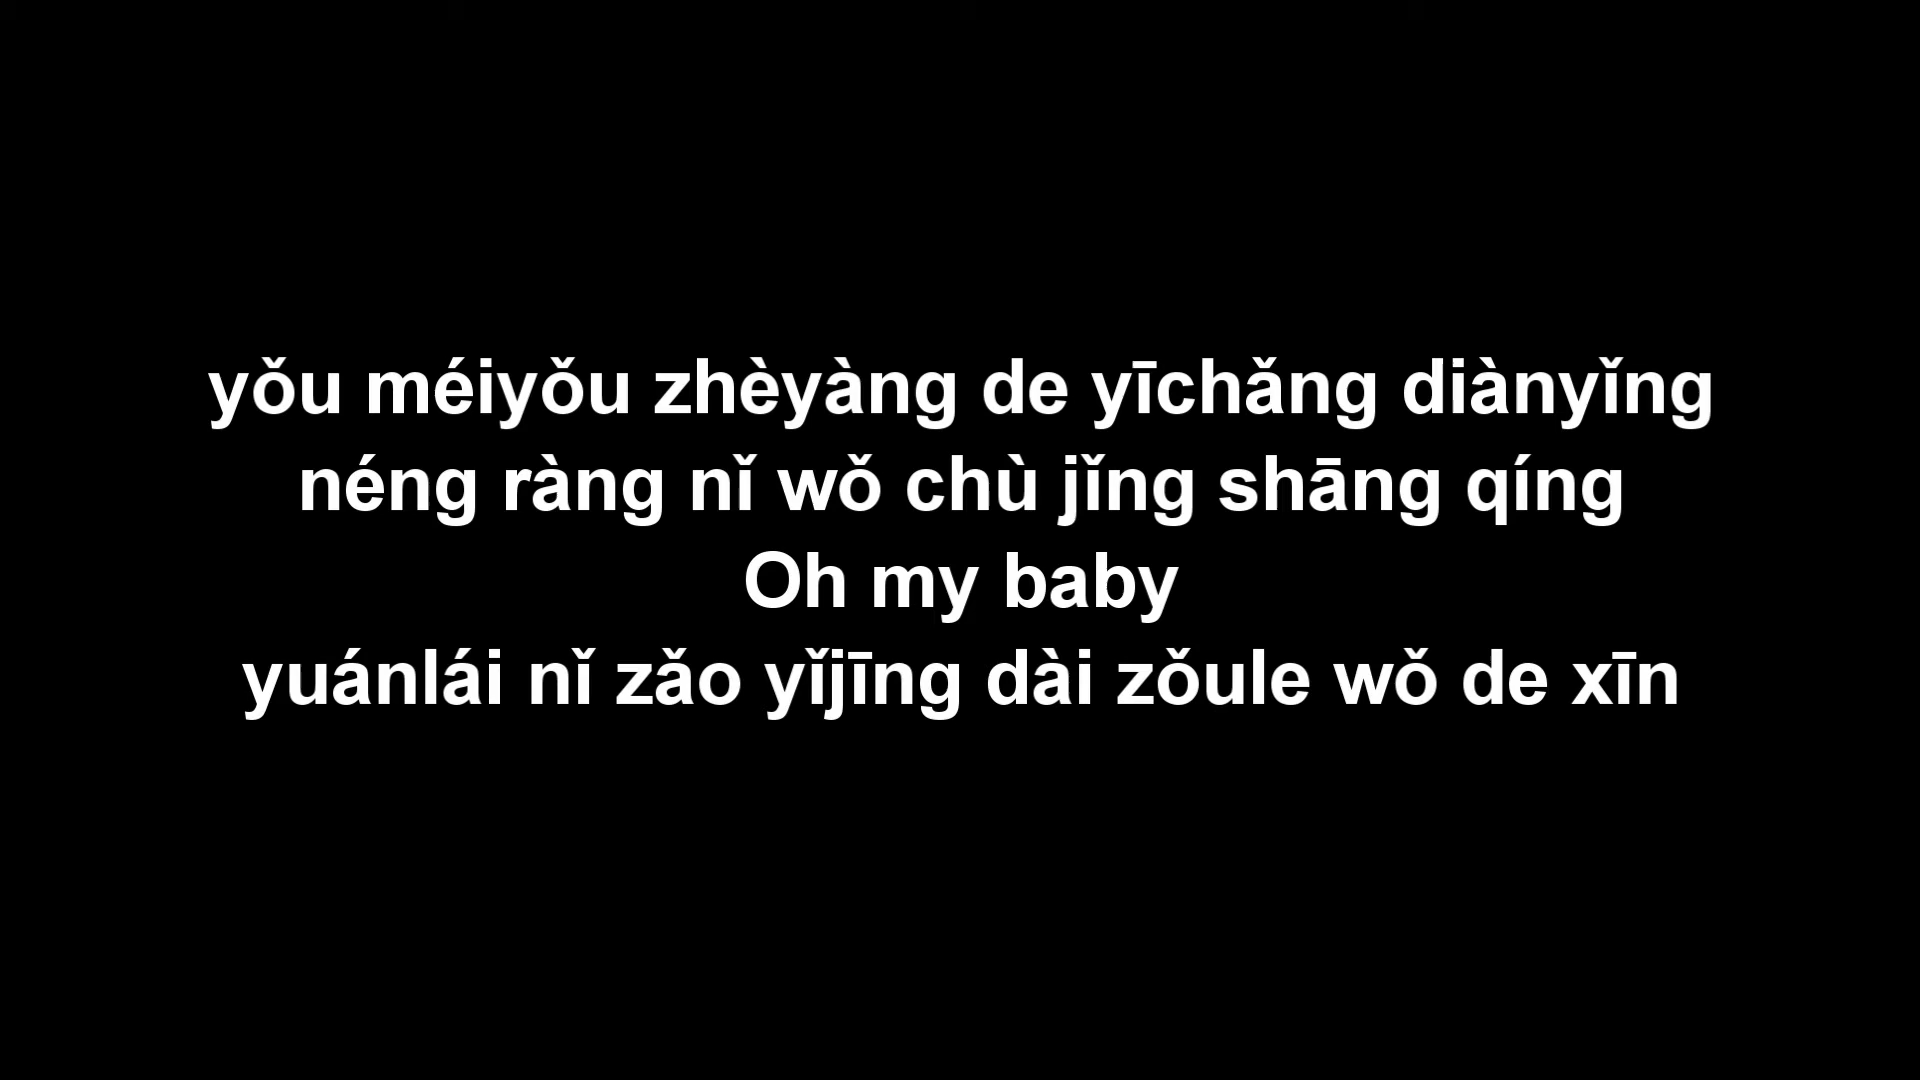 yǒu méiyǒu zhèyàng de yīchǎng diànyǐng
néng ràng nǐ wǒ chù jǐng shāng qíng
Oh my baby
yuánlái nǐ zǎo yǐjīng dài zǒule wǒ de xīn